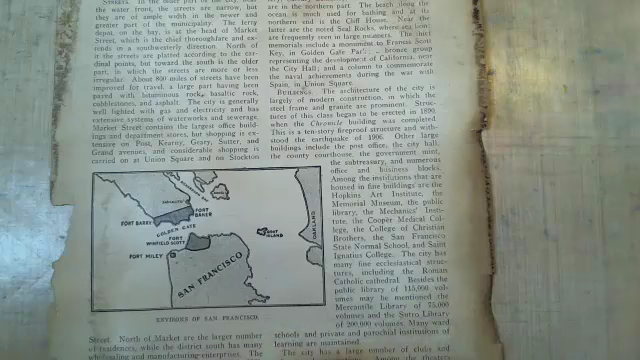 STREETS. In the older part of the city, near
the water front, the streets are narrow, but
they are of ample width in the newer and
greater part of the municipality. The ferry
depot, on the bay, is at the head of Market
Street, which is the chief thoroughfare and ex-
tends in a southwesterly direction. North of
it the streets are platted according to the car-
dinal points, but toward the south is the older
part, in which the streets are more or less
irregular. About 800 miles of streets have been
improved for travel, a large part having been
paved with bituminous rock, basaltic rock,
cobblestones, and asphalt. The city is generally
well lighted with gas and electricity and has
extensive systems of waterworks and sewerage.
Market Street contains the largest office build-
ings and department stores, but shopping is ex-
tensive on Post, Kearny, Geary, Sutter, and
Grand avenues, and considerable shopping is
carried on at Union Square and on Stockton
FORT BARRY
FORT BAKER
GOLDEN GATE
FORT WINFIELD SCOTT
FORT MILEY
SAN FRANCISCO
GOAT ISLAND
OAKLAND
ENVIRONS OF SAN FRANCISCO.
Street. North of Market are the larger number
of residences, while the district south has many
wholesaling and manufacturing enterprises. The
are in the northern part. The beach along the
ocean is much used for bathing and at its
northern end is the Cliff House. Near the
latter are the noted Seal Rocks, where sea lions
are frequently seen in large numbers. The chief
memorials include a monument to Francis Scott
Key, in Golden Gate Park; a bronze group
representing the development of California, near
the City Hall; and a column to commemorate
the naval achievements during the war with
Spain, in Union Square.
BUILDINGS. The architecture of the city is
largely of modern construction, in which the
steel frame and granite are prominent. Struc-
tures of this class began to be erected in 1890,
when the Chronicle building was completed.
This is a ten-story fireproof structure and with-
stood the earthquake of 1906. Other large
buildings include the post office, the city hall,
the county courthouse, the government mint,
the subtreasury, and numerous
office and business blocks.
Among the institutions that are
housed in fine buildings are the
Hopkins Art Institute, the
Memorial Museum, the public
library, the Mechanics' Insti-
tute, the Cooper Medical Col-
lege, the College of Christian
Brothers, the San Francisco
State Normal School, and Saint
Ignatius College. The city has
many fine ecclesiastical struc-
tures, including the Roman
Catholic cathedral. Besides the
public library of 115,000 vol-
umes may be mentioned the
Mercantile Library of 75,000
volumes and the Sutro Library
of 200,000 volumes. Many ward
schools and private and parochial institutions of
learning are maintained.
The city has a large number of clubs and